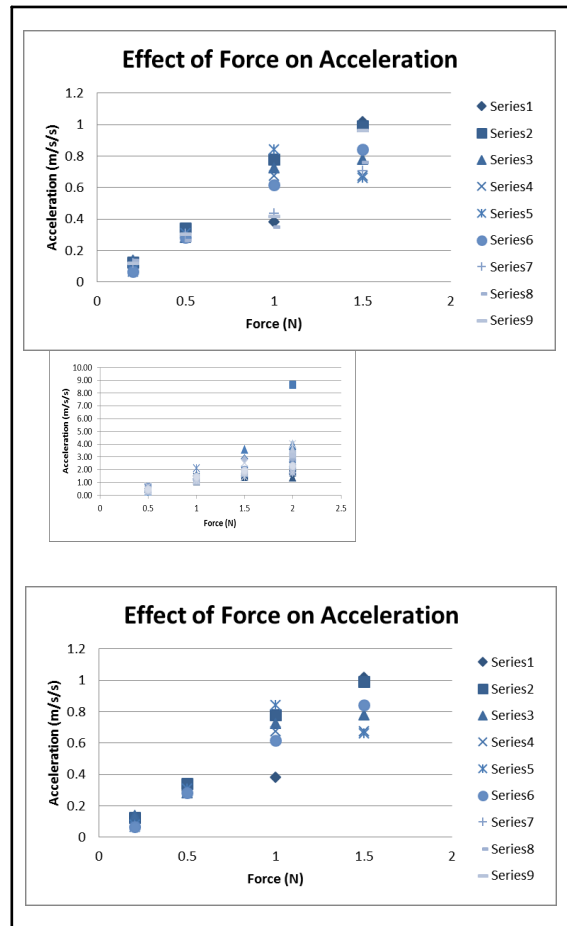 Effect of Force on Acceleration
1.2
1
0.8
0.6
0.4
0.2
0
0 0.5 1 1.5 2
Acceleration (m/s/s)
Force (N)
Series1
Series2
Series3
Series4
Series5
Series6
Series7
Series8
Series9
10.00
9.00
8.00
7.00
6.00
5.00
4.00
3.00
2.00
1.00
0.00
0 0.5 1 1.5 2 2.5
Acceleration (m/s/s)
Force (N)
Effect of Force on Acceleration
1.2
1
0.8
0.6
0.4
0.2
0
0 0.5 1 1.5 2
Acceleration (m/s/s)
Force (N)
Series1
Series2
Series3
Series4
Series5
Series6
Series7
Series8
Series9